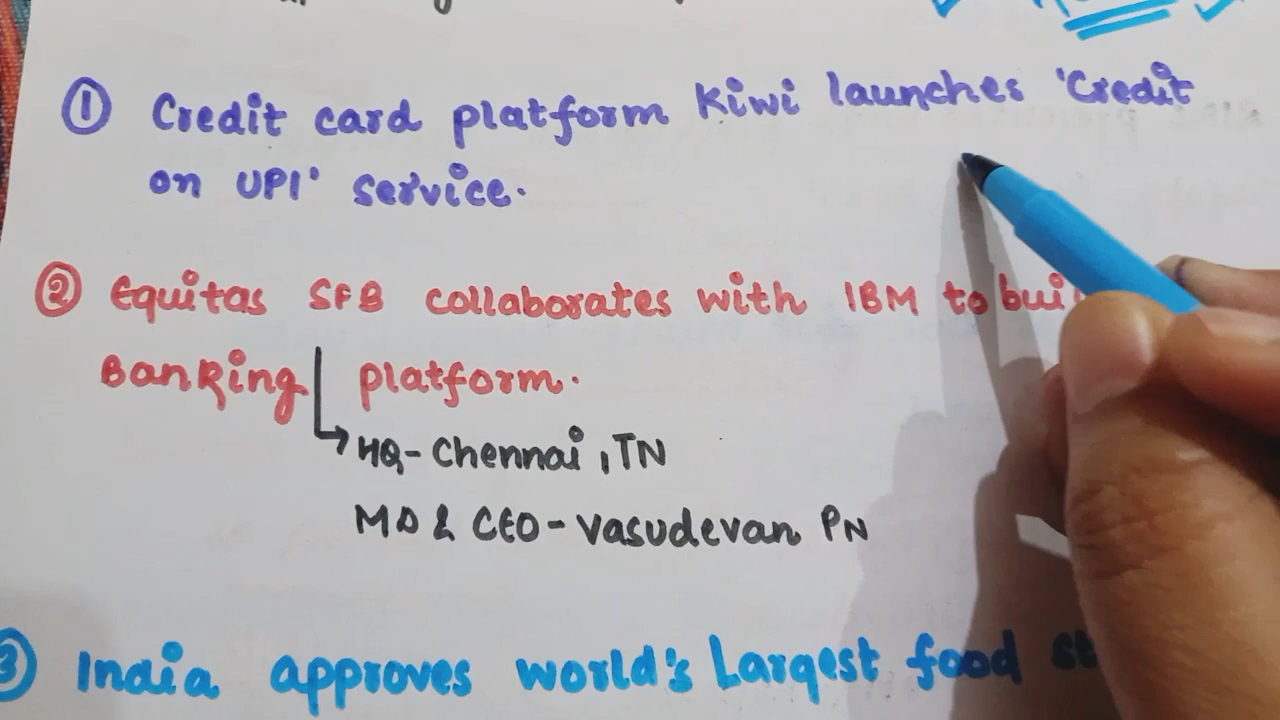 ① Credit card platform Kiwi launches 'Credit
on UPI' service.
② Equitas SFB collaborates with IBM to
Banking platform.
HQ- Chennai, TN
MD & CEO - Vasudevan PN
③ India approves world's Largest food